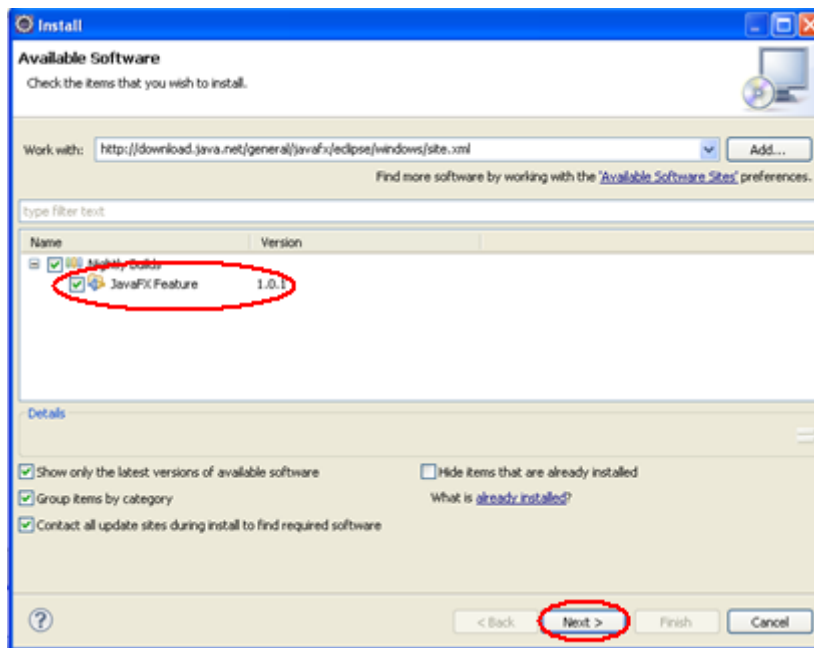 Install
Available Software
Check the items that you wish to install.
Work with: http://download.java.net/general/javafx/eclipse/windows/site.xml Add...
Find more software by working with the 'Available Software Sites' preferences.
type filter text
Name Version
Nightly Builds
JavaFX Feature 1.0.1
Details
Show only the latest versions of available software Hide items that are already installed
Group items by category What is already installed?
Contact all update sites during install to find required software
? < Back Next > Finish Cancel